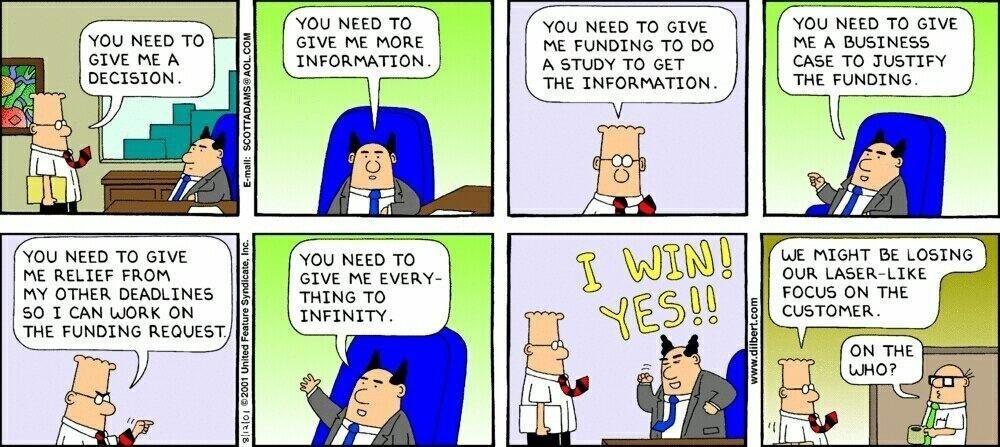 YOU NEED TO
GIVE ME A
DECISION.
E-mail: SCOTTADAMS@AOL.COM
YOU NEED TO
GIVE ME MORE
INFORMATION.
YOU NEED TO GIVE
ME FUNDING TO DO
A STUDY TO GET
THE INFORMATION.
YOU NEED TO GIVE
ME A BUSINESS
CASE TO JUSTIFY
THE FUNDING.
YOU NEED TO GIVE
ME RELIEF FROM
MY OTHER DEADLINES
SO I CAN WORK ON
THE FUNDING REQUEST.
©2001 United Feature Syndicate, Inc.
YOU NEED TO
GIVE ME EVERY-
THING TO
INFINITY.
I WIN!
YES!!
www.dilbert.com
WE MIGHT BE LOSING
OUR LASER-LIKE
FOCUS ON THE
CUSTOMER.
ON THE
WHO?